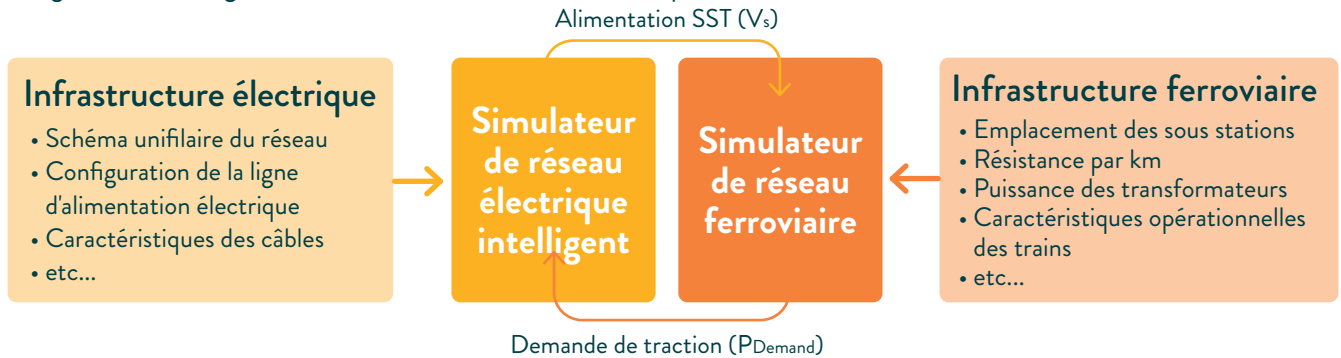 Alimentation SST (Vs)
Infrastructure électrique
• Schéma unifilaire du réseau
• Configuration de la ligne
d'alimentation électrique
• Caractéristiques des câbles
• etc...
Simulateur
de réseau
électrique
intelligent
Simulateur
de réseau
ferroviaire
Infrastructure ferroviaire
• Emplacement des sous stations
• Résistance par km
• Puissance des transformateurs
• Caractéristiques opérationnelles
des trains
• etc...
Demande de traction (PDemand)